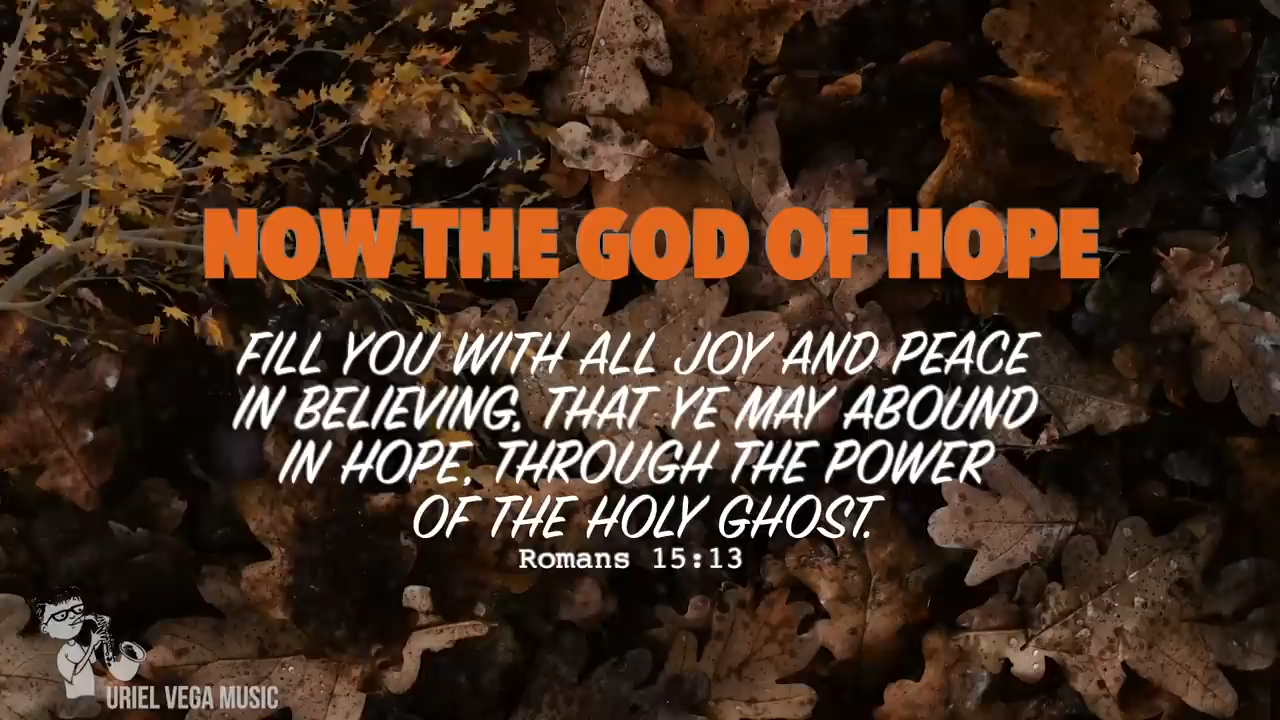 NOW THE GOD OF HOPE
FILL YOU WITH ALL JOY AND PEACE
IN BELIEVING, THAT YE MAY ABOUND
IN HOPE, THROUGH THE POWER
OF THE HOLY GHOST.
Romans 15:13
URIEL VEGA MUSIC